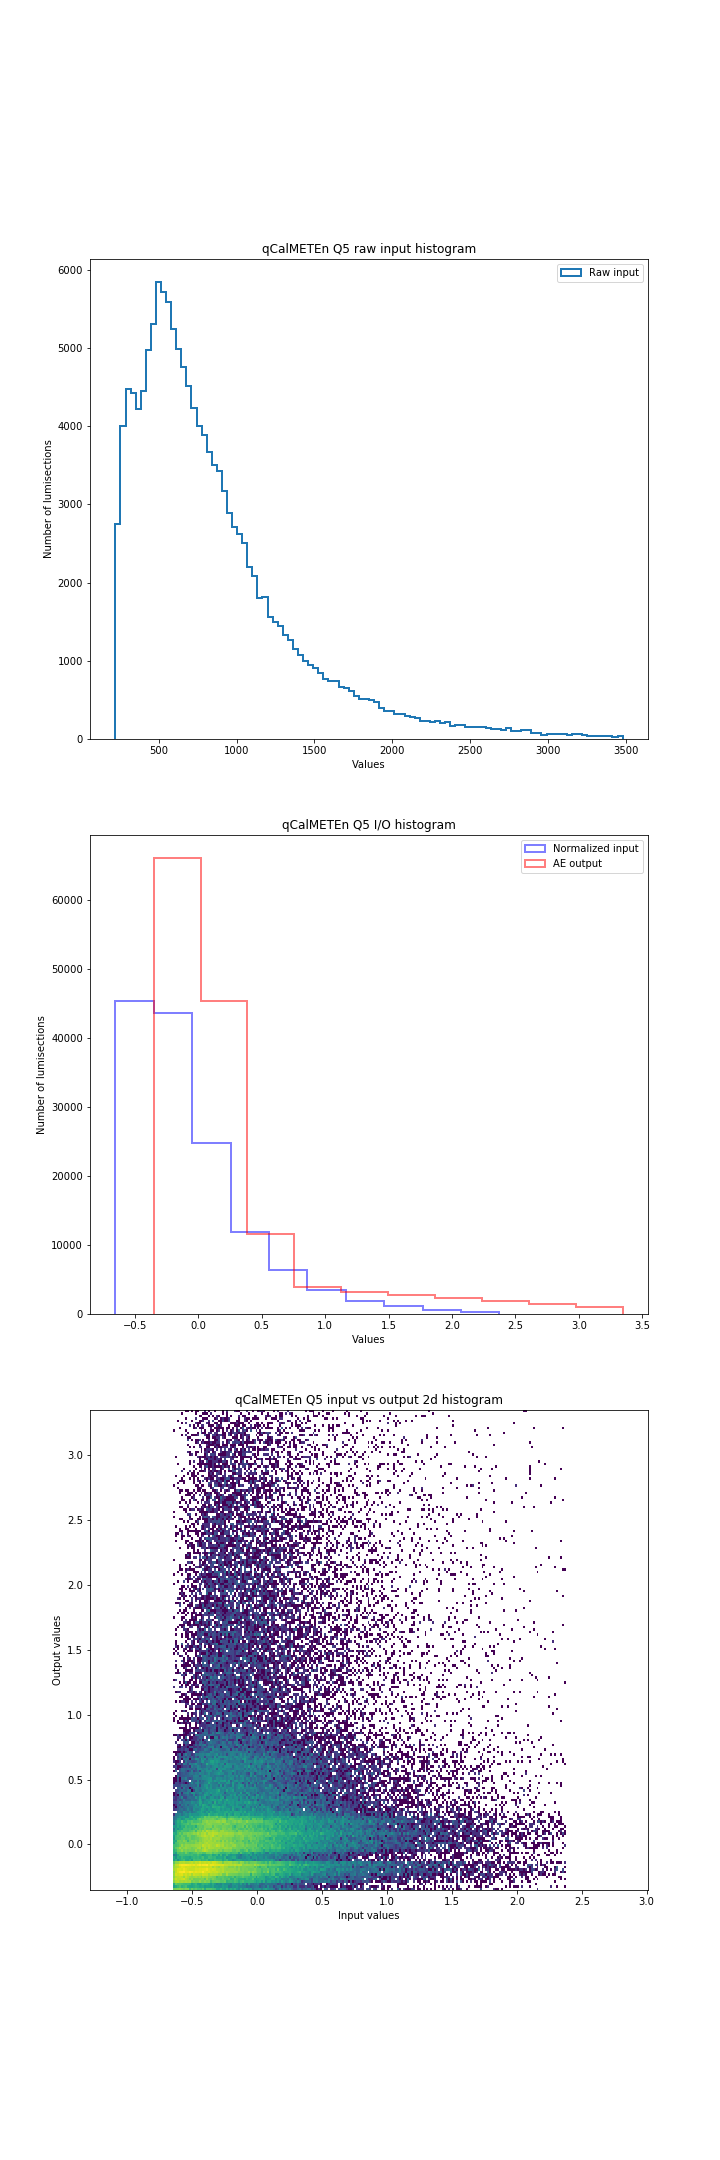 qCalMETEn Q5 raw input histogram
Raw input
6000
5000
4000
3000
2000
1000
0
Number of lumisections
500 1000 1500 2000 2500 3000 3500
Values
qCalMETEn Q5 I/O histogram
Normalized input
AE output
60000
50000
40000
30000
20000
10000
0
Number of lumisections
−0.5 0.0 0.5 1.0 1.5 2.0 2.5 3.0 3.5
Values
qCalMETEn Q5 input vs output 2d histogram
3.0
2.5
2.0
1.5
1.0
0.5
0.0
Output values
−1.0 −0.5 0.0 0.5 1.0 1.5 2.0 2.5 3.0
Input values